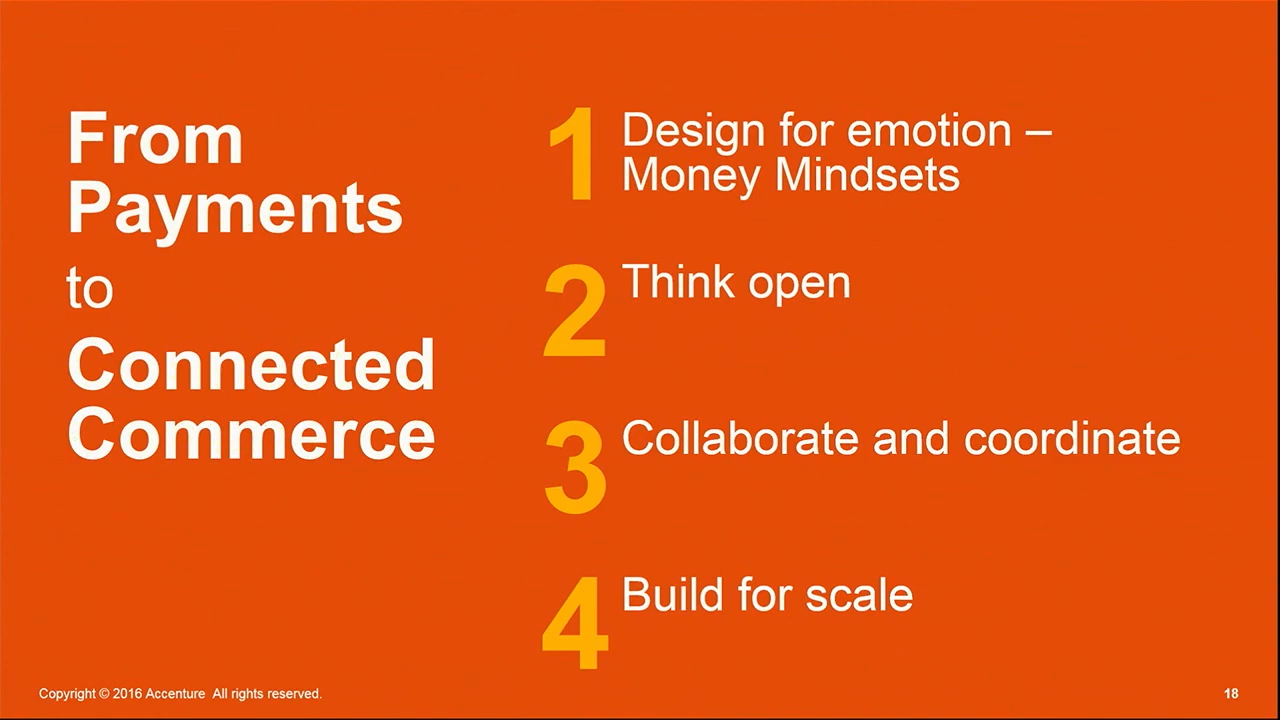 From
Payments
to
Connected
Commerce
1 Design for emotion –
Money Mindsets
2 Think open
3 Collaborate and coordinate
4 Build for scale
Copyright © 2016 Accenture All rights reserved.
18